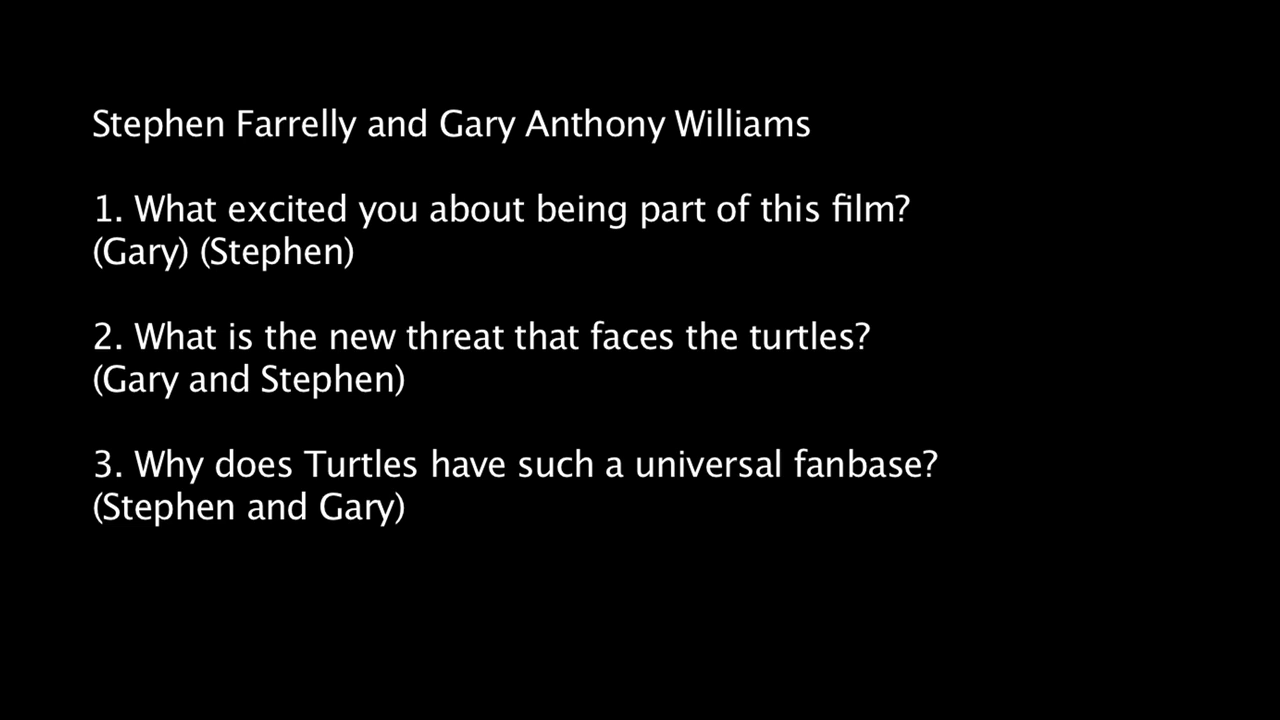 Stephen Farrelly and Gary Anthony Williams
1. What excited you about being part of this film?
(Gary) (Stephen)
2. What is the new threat that faces the turtles?
(Gary and Stephen)
3. Why does Turtles have such a universal fanbase?
(Stephen and Gary)